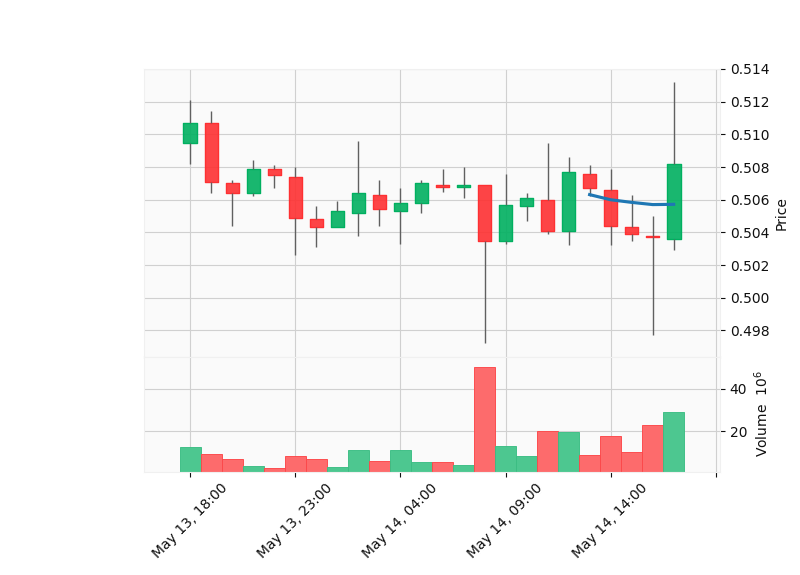 0.514
0.512
0.510
0.508
0.506
0.504
0.502
0.500
0.498
Price
40
20
Volume 10^6
May 13, 18:00
May 13, 23:00
May 14, 04:00
May 14, 09:00
May 14, 14:00